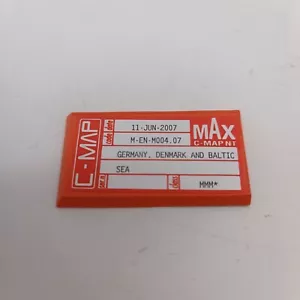 C-MAP
11-JUN-2007
M-EN-M004.07
MAX
C-MAP NT
GERMANY, DENMARK AND BALTIC
SEA
MMM*